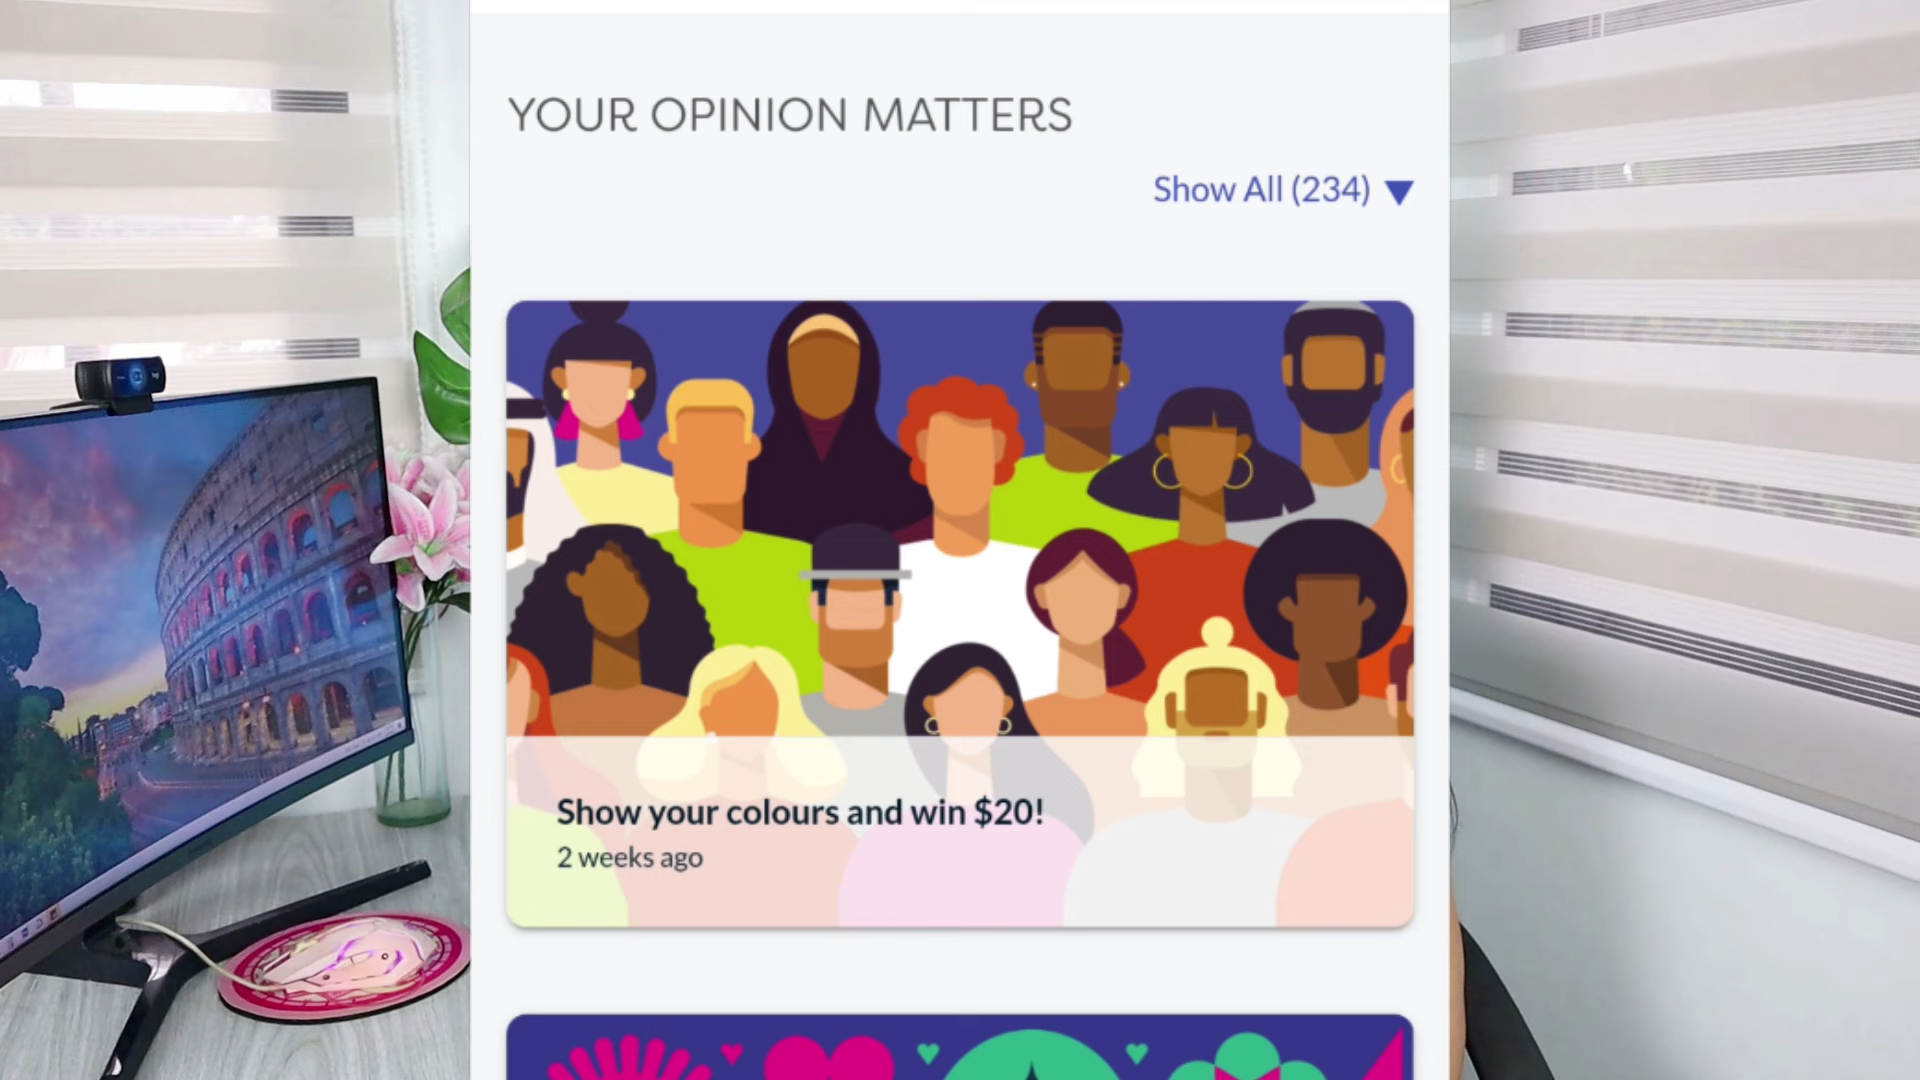 YOUR OPINION MATTERS
Show All (234)
Show your colours and win $20!
2 weeks ago